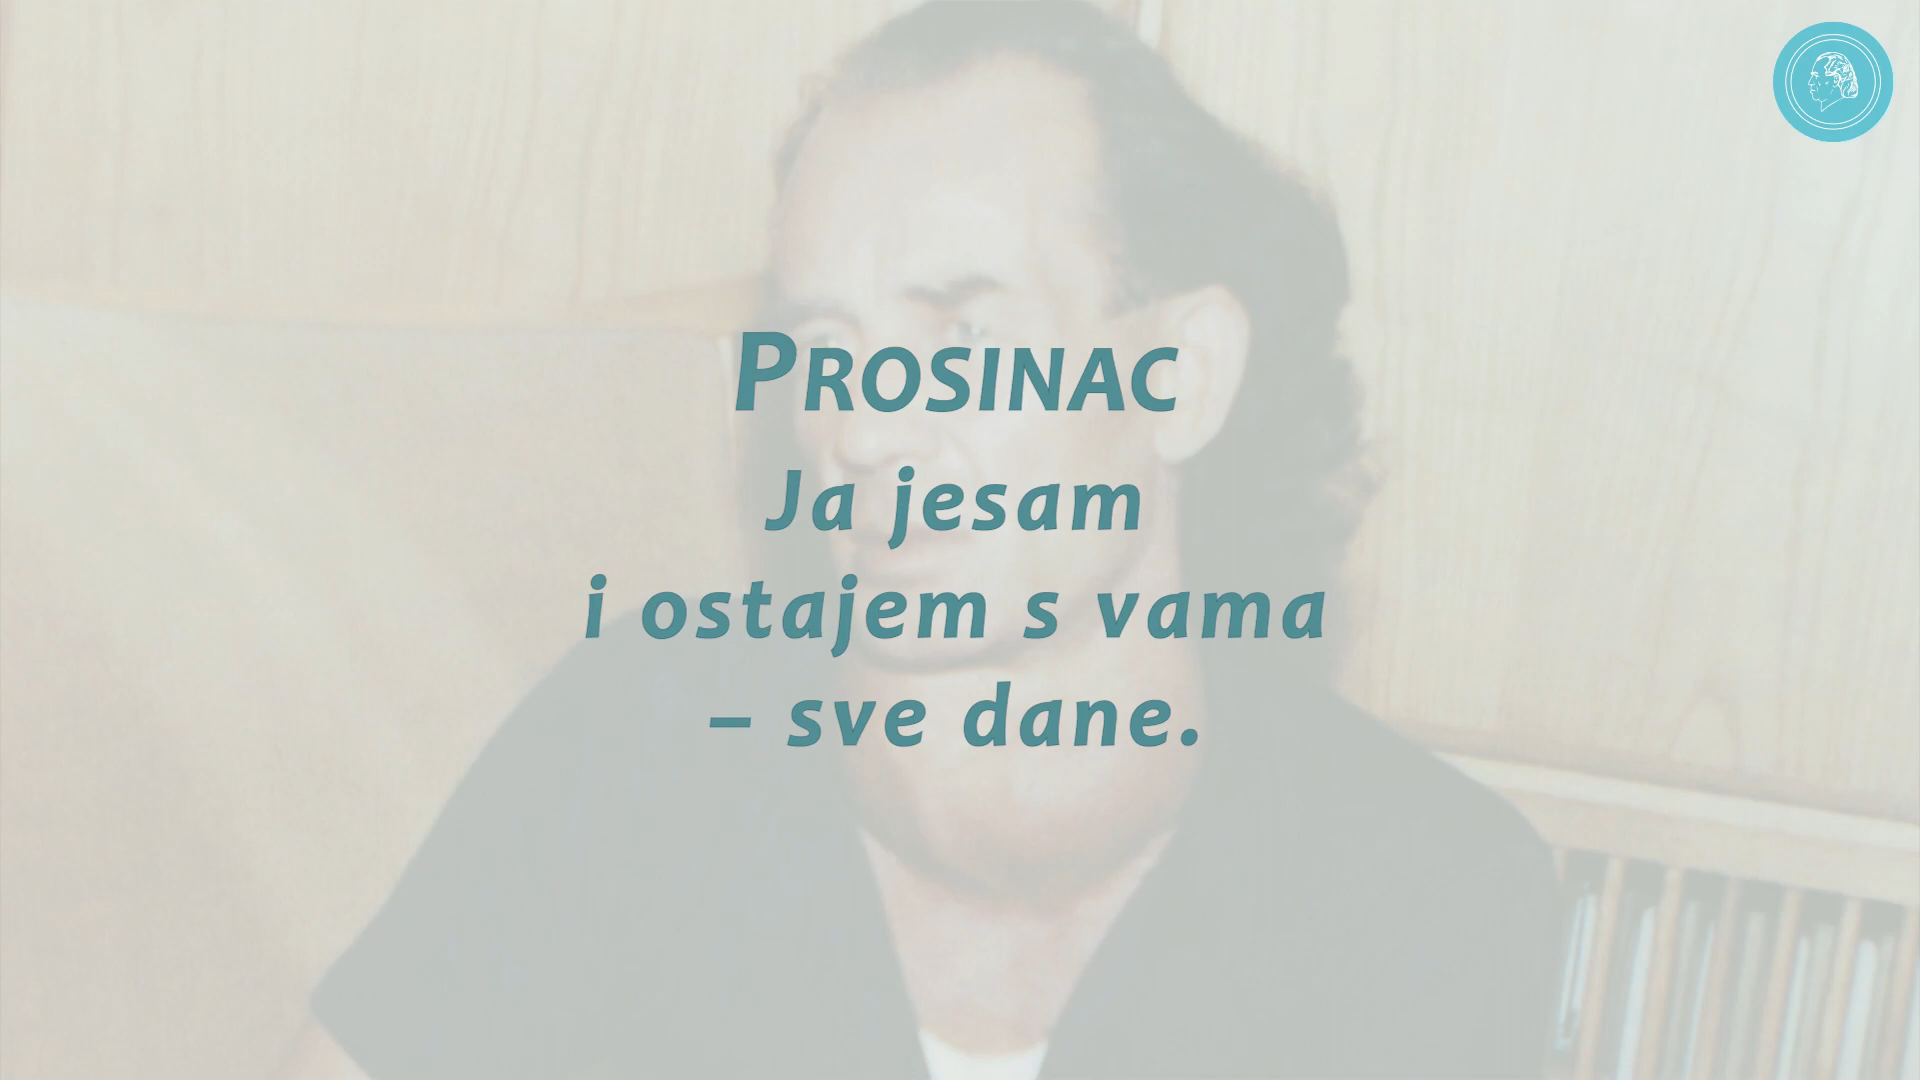 PROSINAC
Ja jesam
i ostajem s vama
– sve dane.